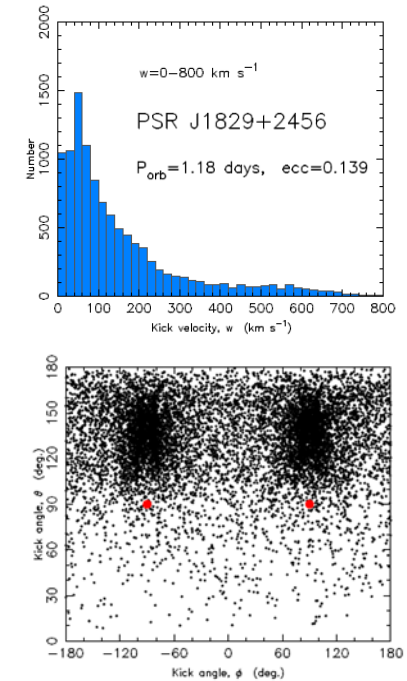 2000
w=0–800 km s⁻¹
1500
PSR J1829+2456
Number
1000
P_orb=1.18 days, ecc=0.139
500
0
0 100 200 300 400 500 600 700 800
Kick velocity, w (km s⁻¹)
180
150
120
Kick angle, θ (deg.)
90
60
30
0
−180 −120 −60 0 60 120 180
Kick angle, ϕ (deg.)